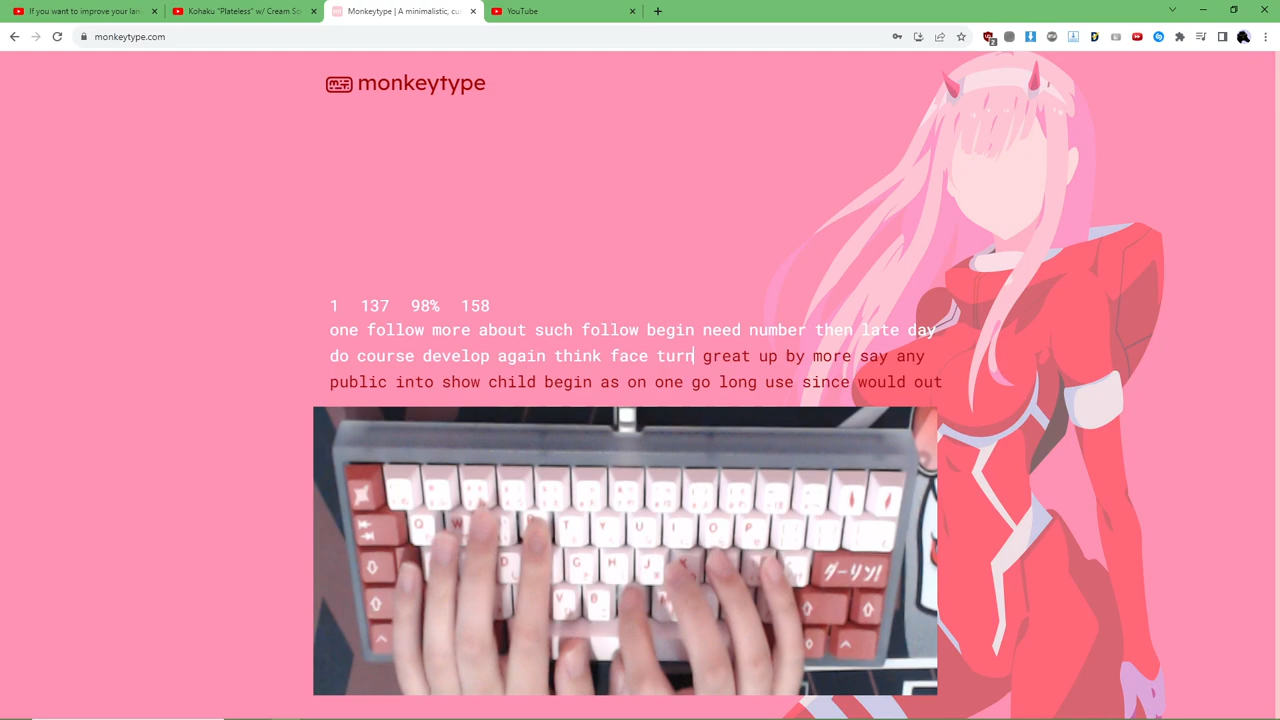 If you want to improve your lan
Kohaku "Plateless" w/ Cream So
Monkeytype | A minimalistic, cu
YouTube
monkeytype.com
2
monkeytype
1 137 98% 158
one follow more about such follow begin need number then late day
do course develop again think face turn great up by more say any
public into show child begin as on one go long use since would out
Q W T Y U I O P
D G H J K
V B
ダーリン!